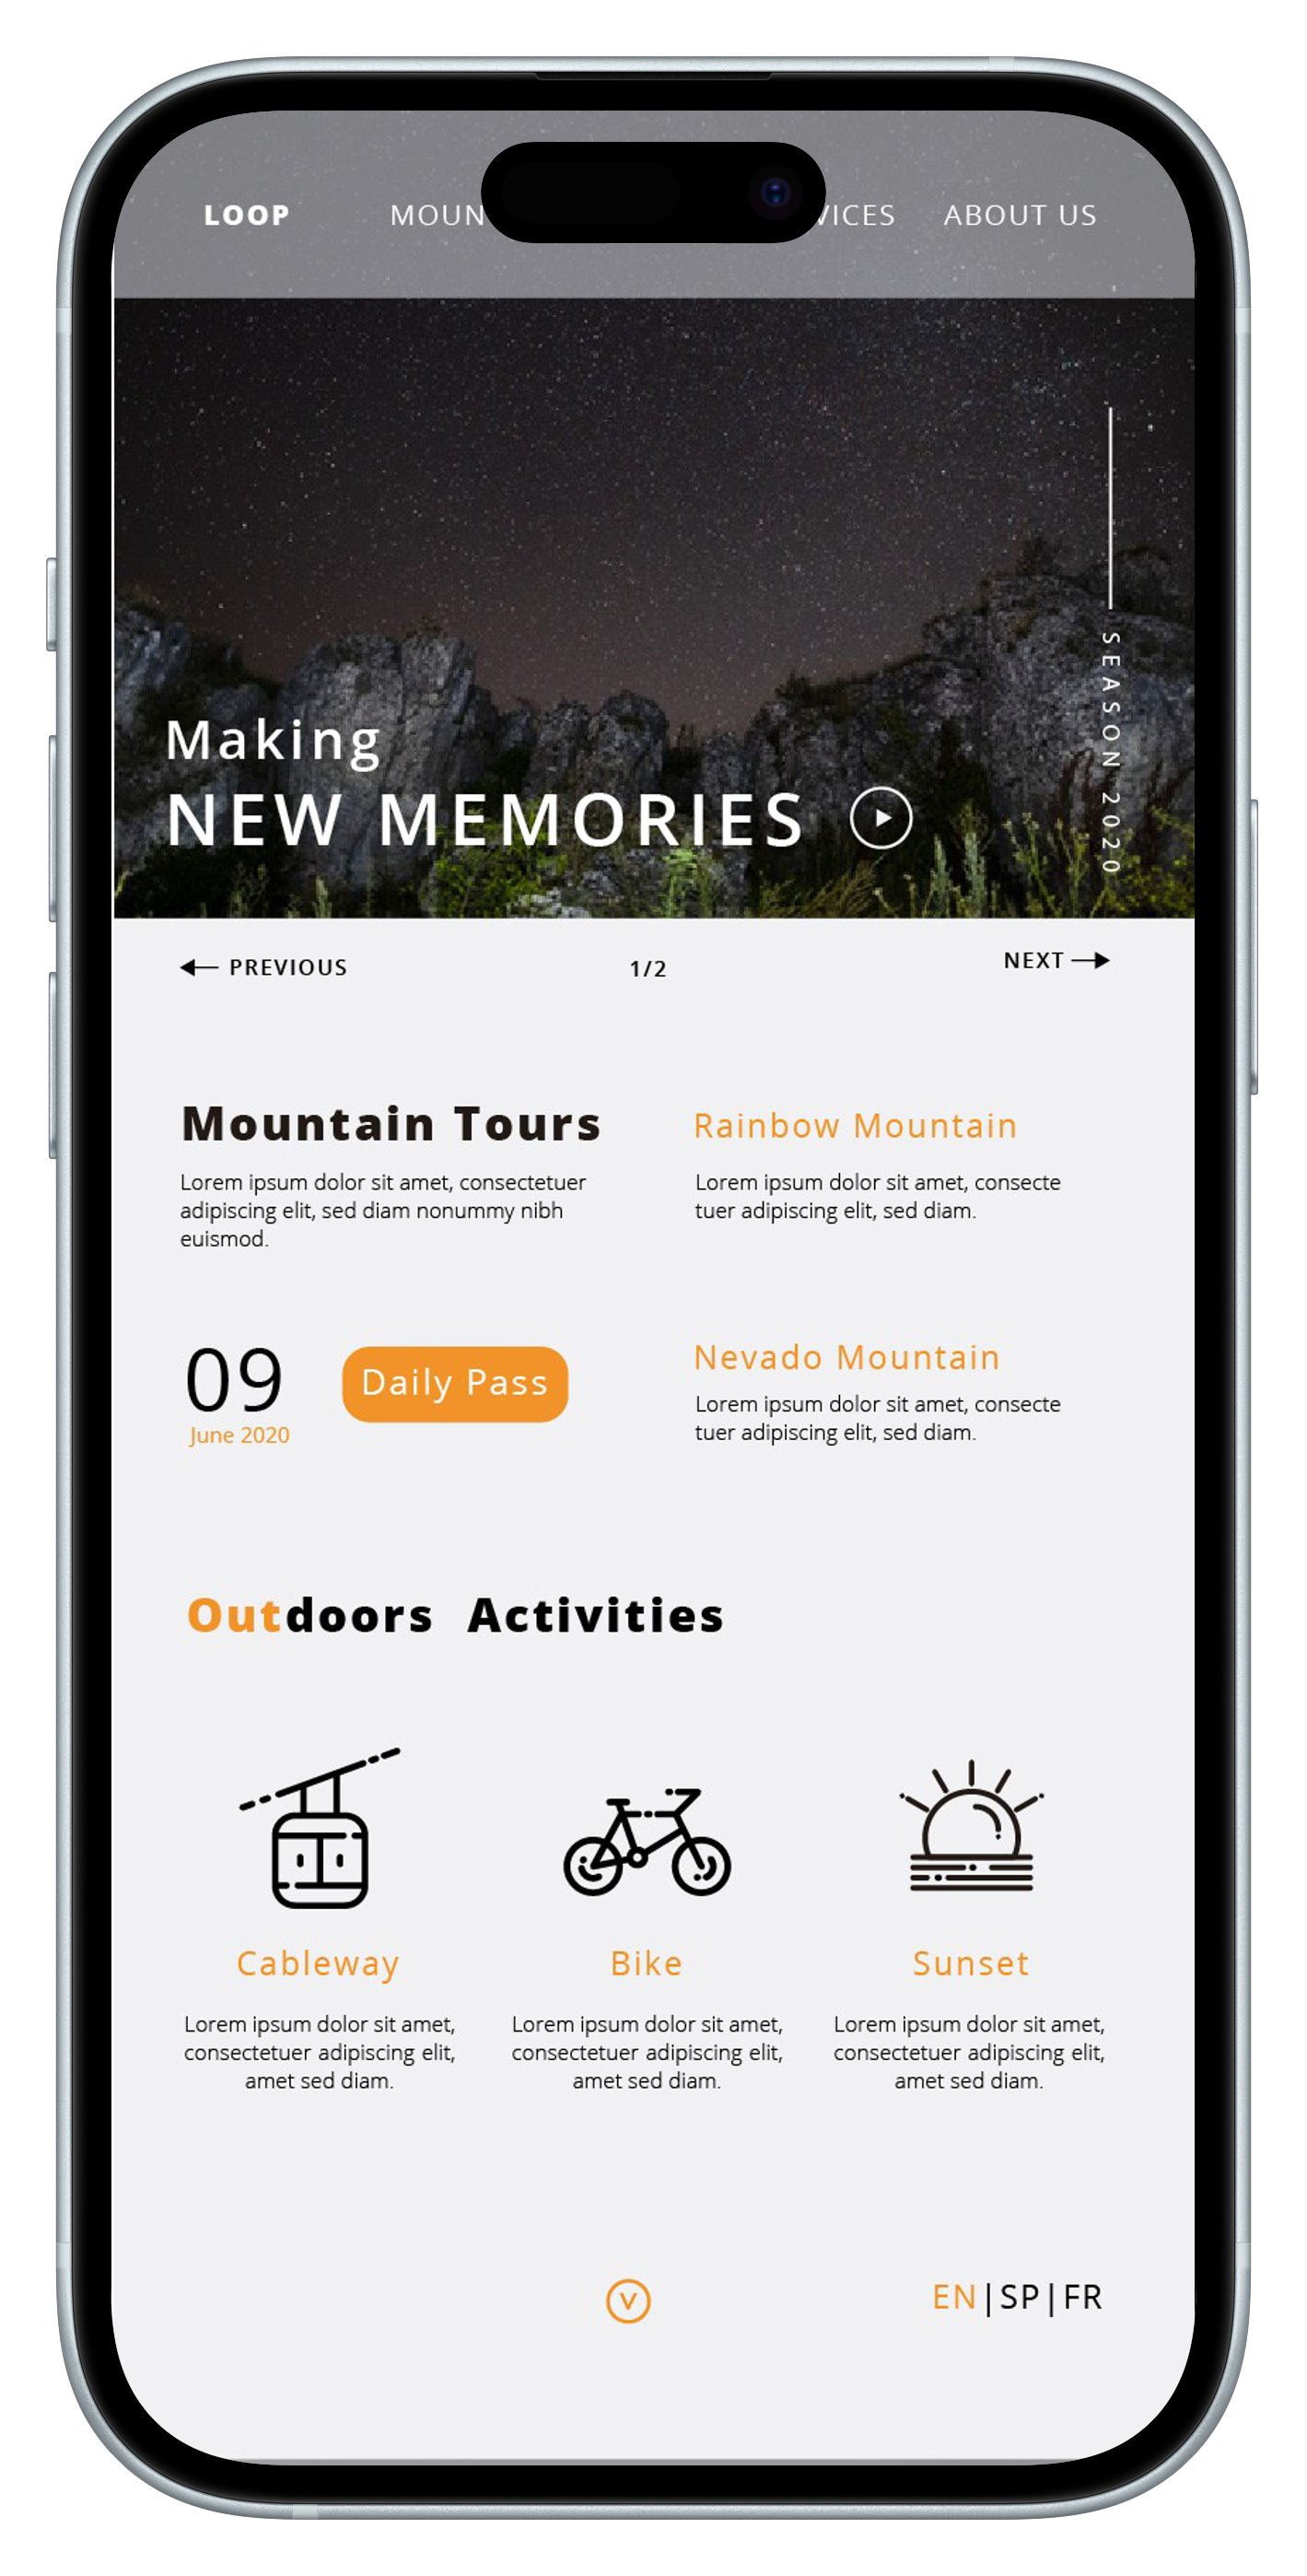 LOOP
ABOUT US
SEASON 2020
Making
NEW MEMORIES
PREVIOUS
1/2
NEXT
Mountain Tours
Lorem ipsum dolor sit amet, consectetuer
adipiscing elit, sed diam nonummy nibh
euismod.
Rainbow Mountain
Lorem ipsum dolor sit amet, consecte
tuer adipiscing elit, sed diam.
09
June 2020
Daily Pass
Nevado Mountain
Lorem ipsum dolor sit amet, consecte
tuer adipiscing elit, sed diam.
Outdoors Activities
Cableway
Lorem ipsum dolor sit amet,
consectetuer adipiscing elit,
amet sed diam.
Bike
Lorem ipsum dolor sit amet,
consectetuer adipiscing elit,
amet sed diam.
Sunset
Lorem ipsum dolor sit amet,
consectetuer adipiscing elit,
amet sed diam.
V
EN|SP|FR